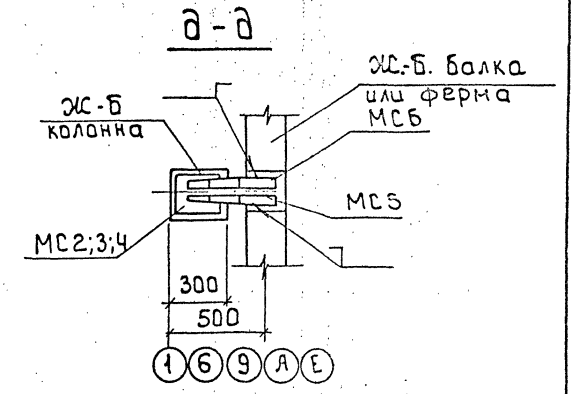 д - д
Ж.-Б. балка
или ферма
МС6
Ж-Б
колонна
МС5
МС2;3;4
300
500
1 6 9 А Е